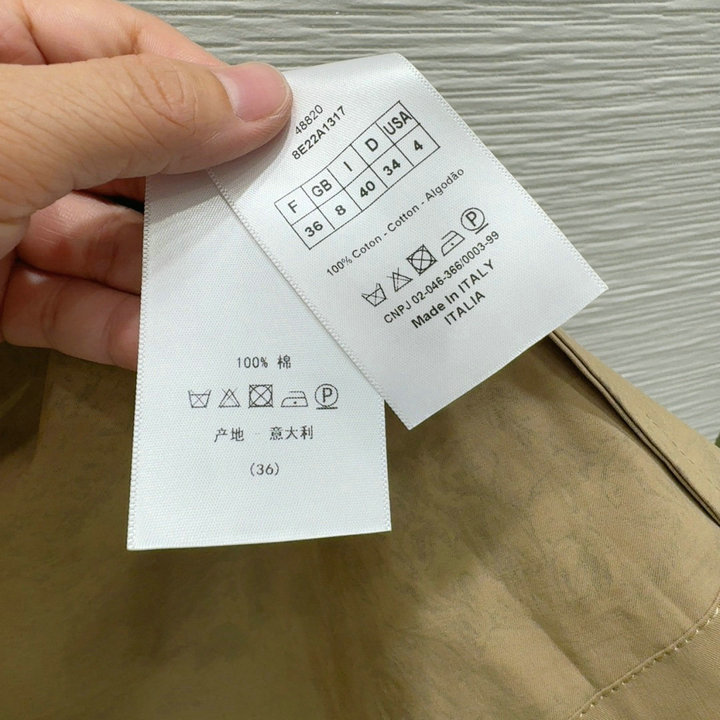 48820
8E22A1317
F GB I D USA
36 8 40 34 4
100% Coton - Cotton - Algodão
P
CNPJ 02-046-366/0003-99
Made In ITALY
ITALIA
100% 棉
P
产地 · 意大利
(36)